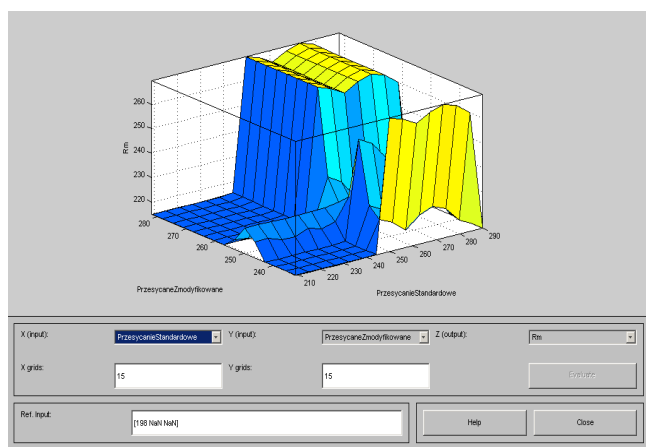 260
250
240
230
220
Rm
280
270
260
250
240
210
220
230
240
250
260
270
280
290
PrzesycaneZmodyfikowane
PrzesycanieStandardowe
X (input):
PrzesycanieStandardowe
Y (input):
PrzesycaneZmodyfikowane
Z (output):
Rm
X grids:
15
Y grids:
15
Evaluate
Ref. Input:
[198 NaN NaN]
Help
Close